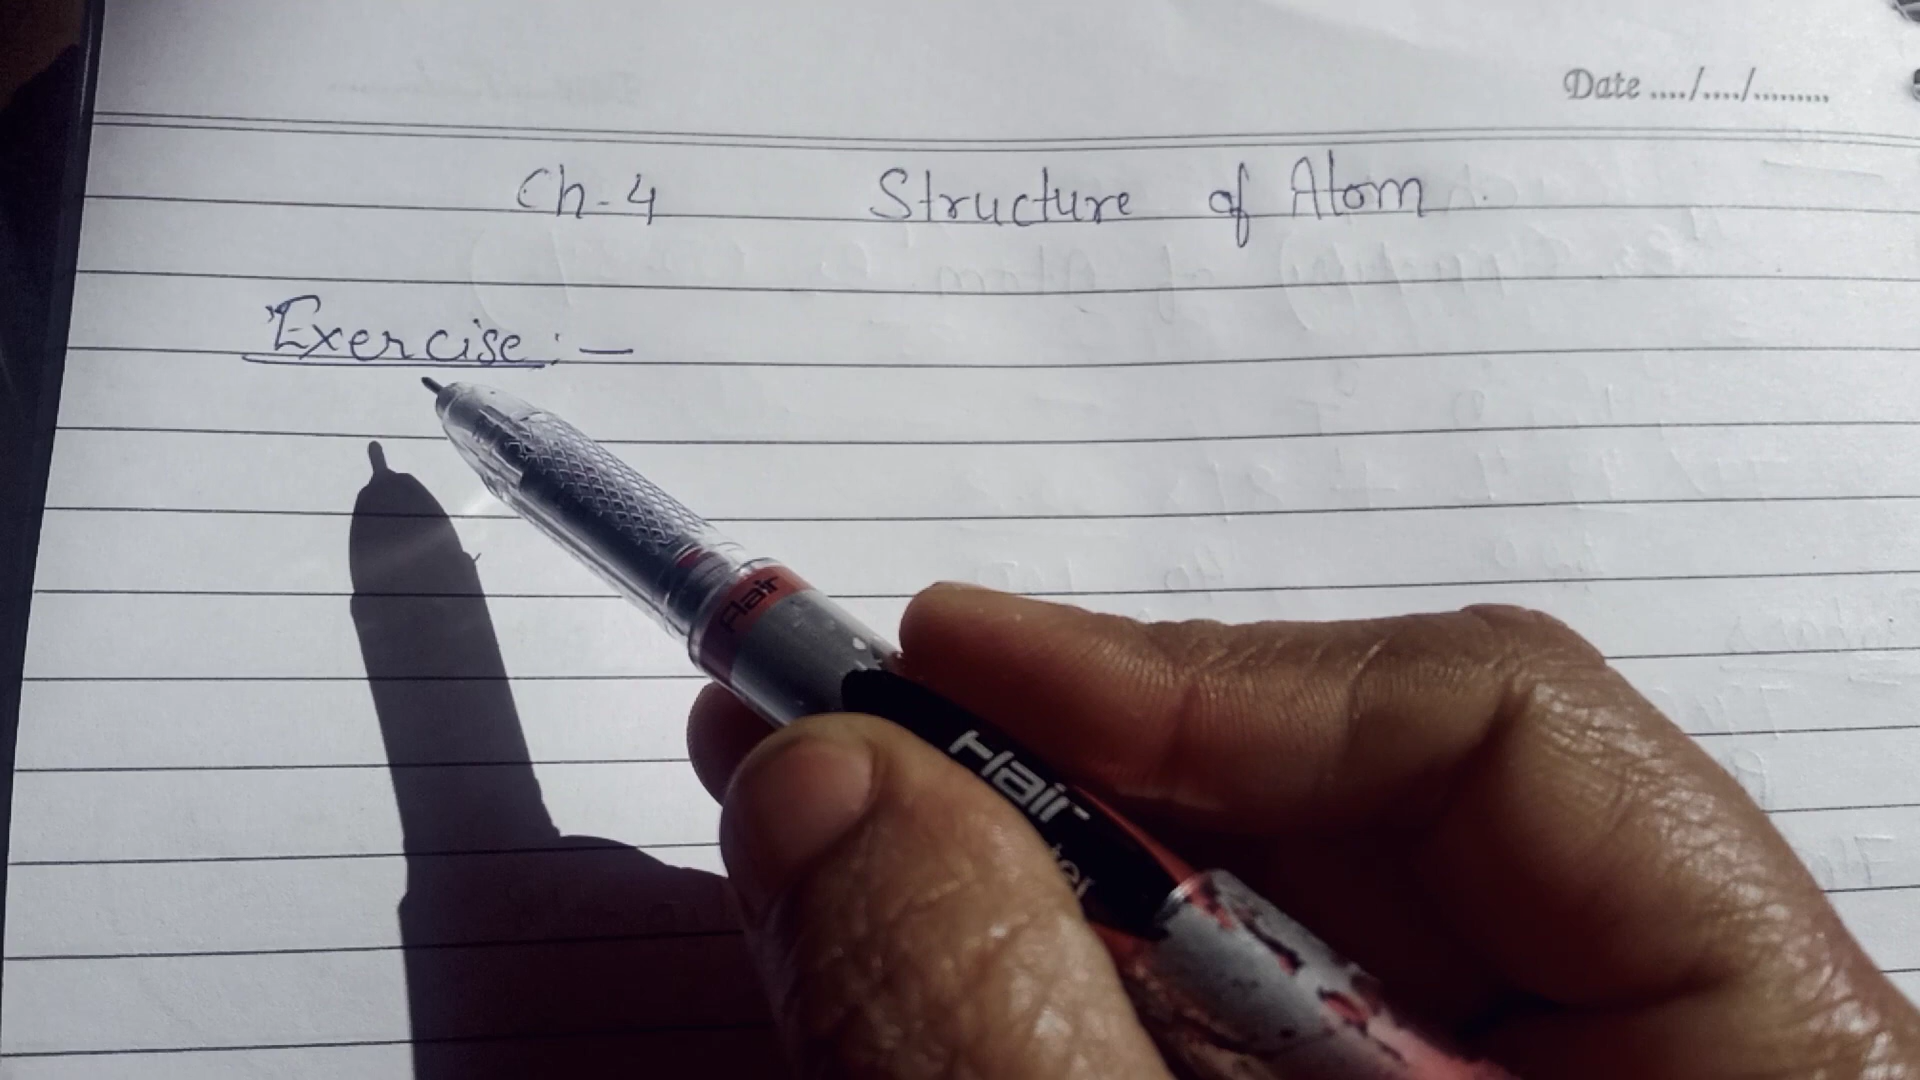 Date ..../..../.........
Ch-4 Structure of Atom.
Exercise:-
Flair
Flair